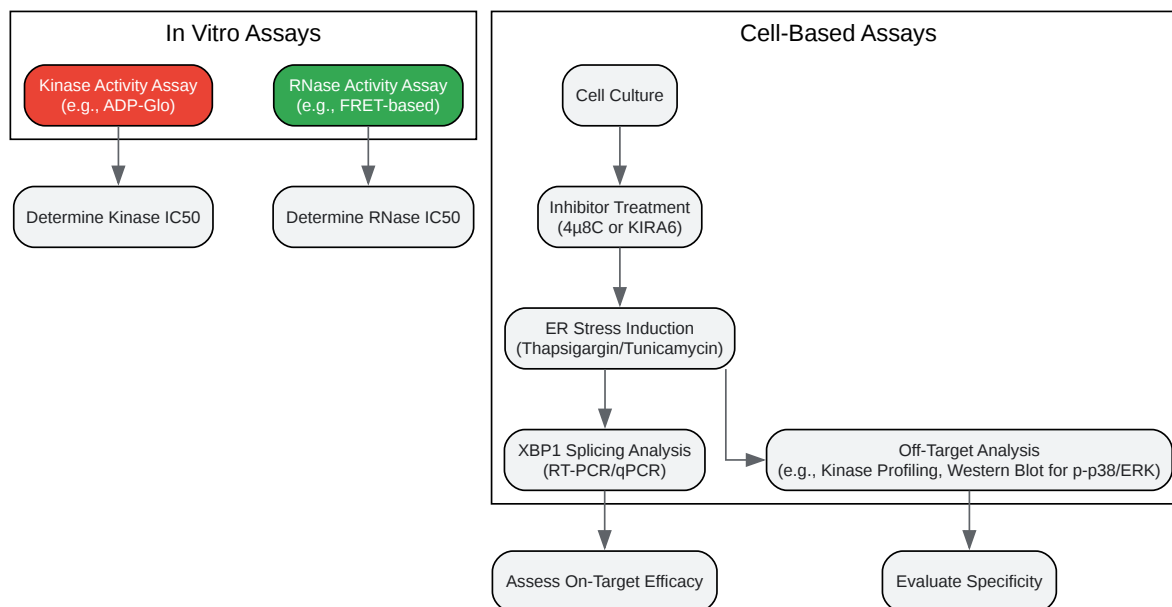 In Vitro Assays
Kinase Activity Assay
(e.g., ADP-Glo)
RNase Activity Assay
(e.g., FRET-based)
Determine Kinase IC50
Determine RNase IC50
Cell-Based Assays
Cell Culture
Inhibitor Treatment
(4µ8C or KIRA6)
ER Stress Induction
(Thapsigargin/Tunicamycin)
XBP1 Splicing Analysis
(RT-PCR/qPCR)
Off-Target Analysis
(e.g., Kinase Profiling, Western Blot for p-p38/ERK)
Assess On-Target Efficacy
Evaluate Specificity